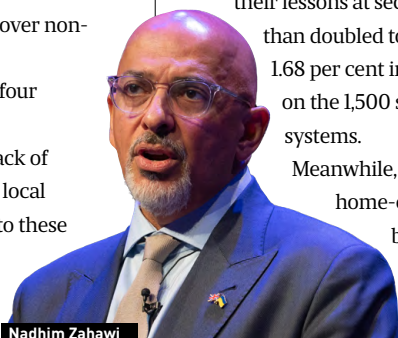 over non-
four
ack of
local
to these
their lessons at sec
than doubled to
1.68 per cent in
on the 1,500 s
systems.
Meanwhile,
home-e
b
Nadhim Zahawi